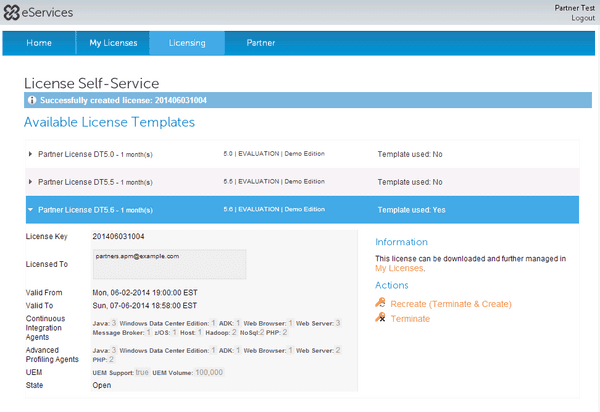 eServices
Partner Test
Logout
Home My Licenses Licensing Partner
License Self-Service
Successfully created license: 201406031004
Available License Templates
Partner License DT5.0 - 1 month(s) 5.0 | EVALUATION | Demo Edition Template used: No
Partner License DT5.5 - 1 month(s) 5.5 | EVALUATION | Demo Edition Template used: No
Partner License DT5.6 - 1 month(s) 5.6 | EVALUATION | Demo Edition Template used: Yes
License Key 201406031004
Licensed To partners.apm@example.com
Valid From Mon, 06-02-2014 19:00:00 EST
Valid To Sun, 07-06-2014 18:58:00 EST
Continuous Integration Agents Java: 3 Windows Data Center Edition: 1 ADK: 1 Web Browser: 1 Web Server: 3
Message Broker: 1 z/OS: 1 Host: 1 Hadoop: 2 NoSql: 2 PHP: 2
Advanced Profiling Agents Java: 3 Windows Data Center Edition: 1 ADK: 1 Web Browser: 1 Web Server: 2
PHP: 2
UEM UEM Support: true UEM Volume: 100,000
State Open
Information
This license can be downloaded and further managed in
My Licenses.
Actions
Recreate (Terminate & Create)
Terminate